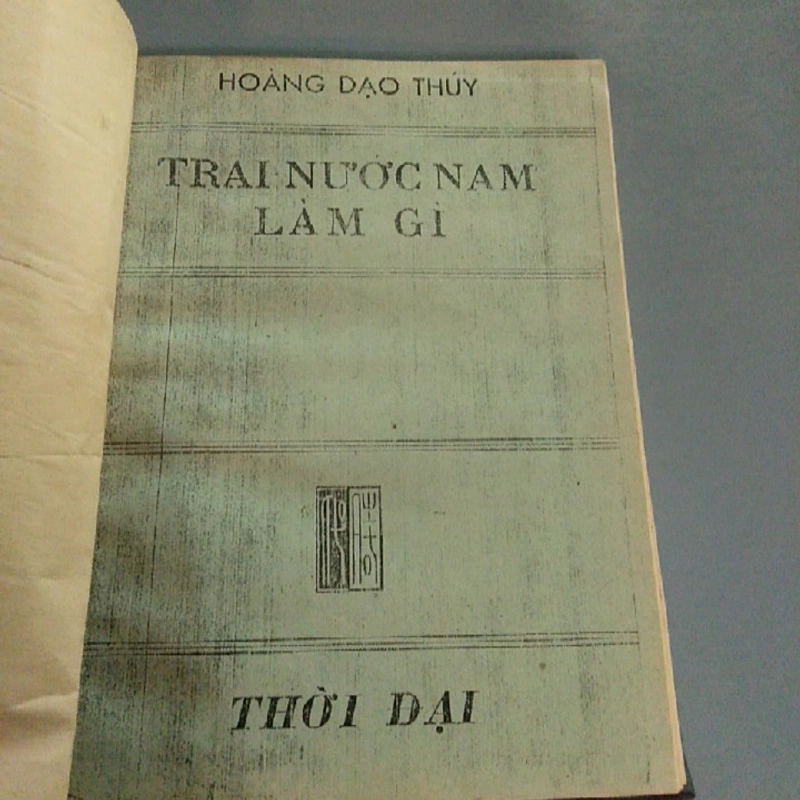 HOÀNG ĐẠO THÚY
TRAI NƯỚC NAM
LÀM GÌ
THỜI ĐẠI